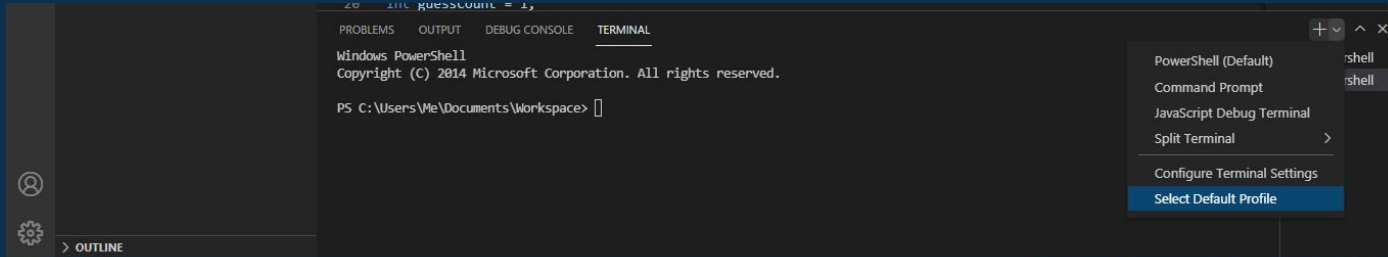 20 int guessCount = 1;
PROBLEMS OUTPUT DEBUG CONSOLE TERMINAL
Windows PowerShell
Copyright (C) 2014 Microsoft Corporation. All rights reserved.
PS C:\Users\Me\Documents\Workspace>
PowerShell (Default)
Command Prompt
JavaScript Debug Terminal
Split Terminal
Configure Terminal Settings
Select Default Profile
rshell
rshell
> OUTLINE